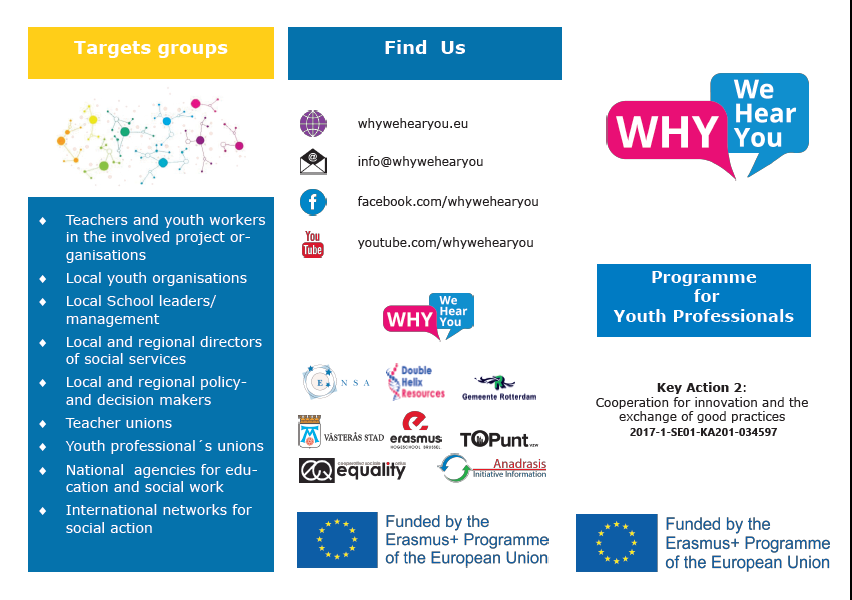 Targets groups
◆ Teachers and youth workers
in the involved project or-
ganisations
◆ Local youth organisations
◆ Local School leaders/
management
◆ Local and regional directors
of social services
◆ Local and regional policy-
and decision makers
◆ Teacher unions
◆ Youth professional´s unions
◆ National  agencies for edu-
cation and social work
◆ International networks for
social action
Find  Us
whywehearyou.eu
info@whywehearyou
facebook.com/whywehearyou
You
Tube
youtube.com/whywehearyou
WHY
We
Hear
You
ENSA
Double
Helix
Resources
Gemeente Rotterdam
VÄSTERÅS STAD
erasmus
HOGESCHOOL BRUSSEL
TOPunt vzw
equality
Anadrasis
Initiative Information
Funded by the
Erasmus+ Programme
of the European Union
WHY
We
Hear
You
Programme
for
Youth Professionals
Key Action 2:
Cooperation for innovation and the
exchange of good practices
2017-1-SE01-KA201-034597
Funded by the
Erasmus+ Programme
of the European Union